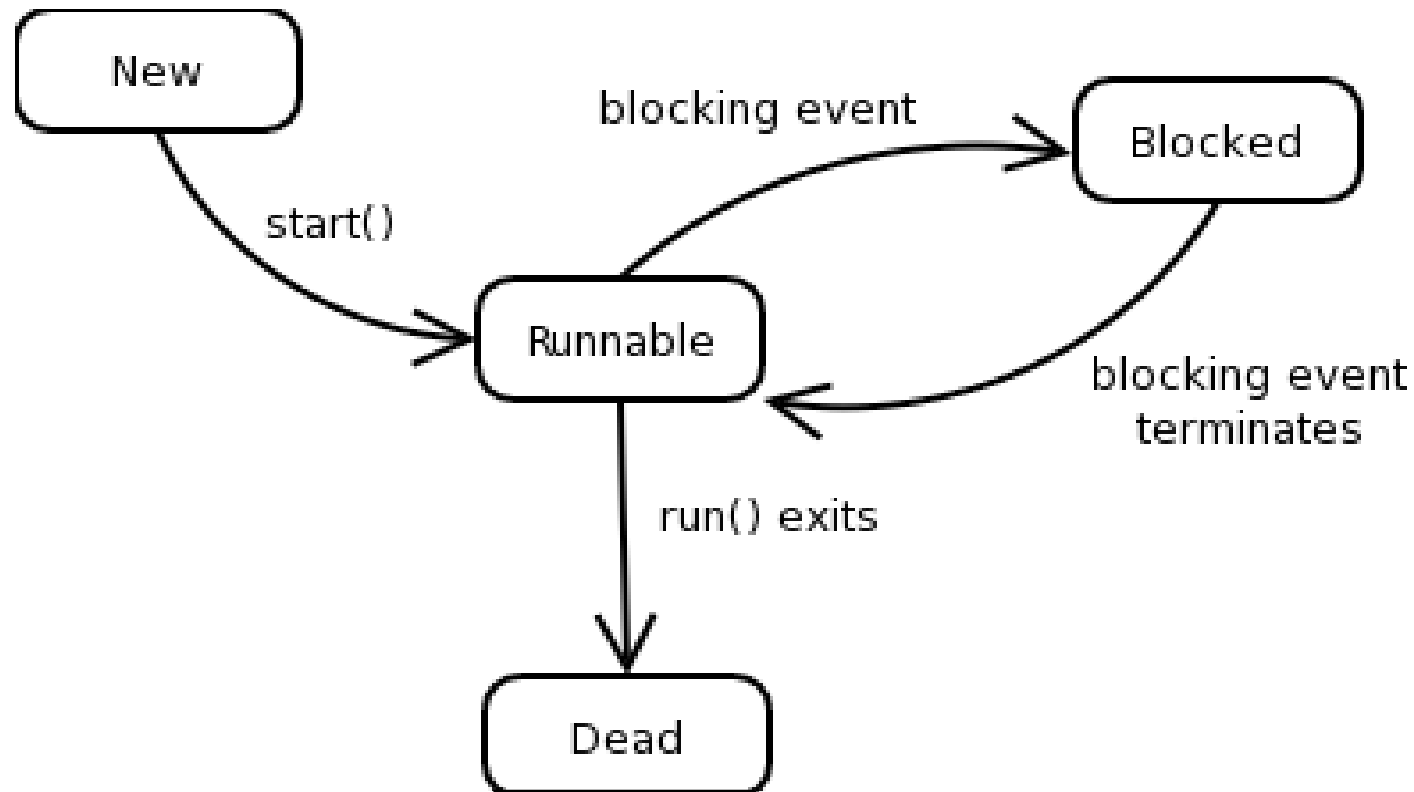 New
blocking event
Blocked
start()
Runnable
blocking event
terminates
run() exits
Dead